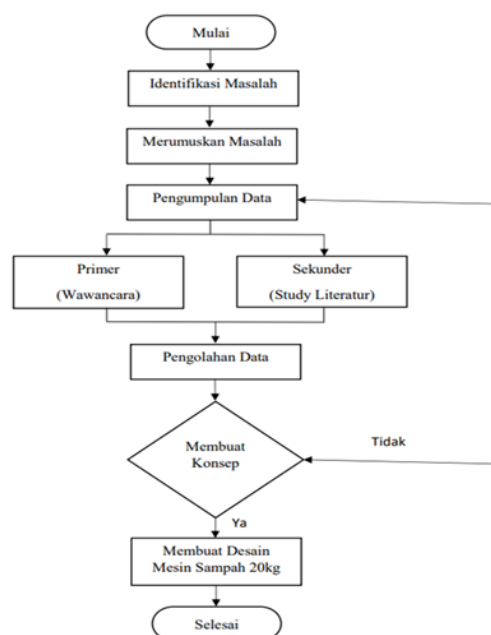 Mulai
Identifikasi Masalah
Merumuskan Masalah
Pengumpulan Data
Primer
(Wawancara)
Sekunder
(Study Literatur)
Pengolahan Data
Membuat
Konsep
Tidak
Ya
Membuat Desain
Mesin Sampah 20kg
Selesai